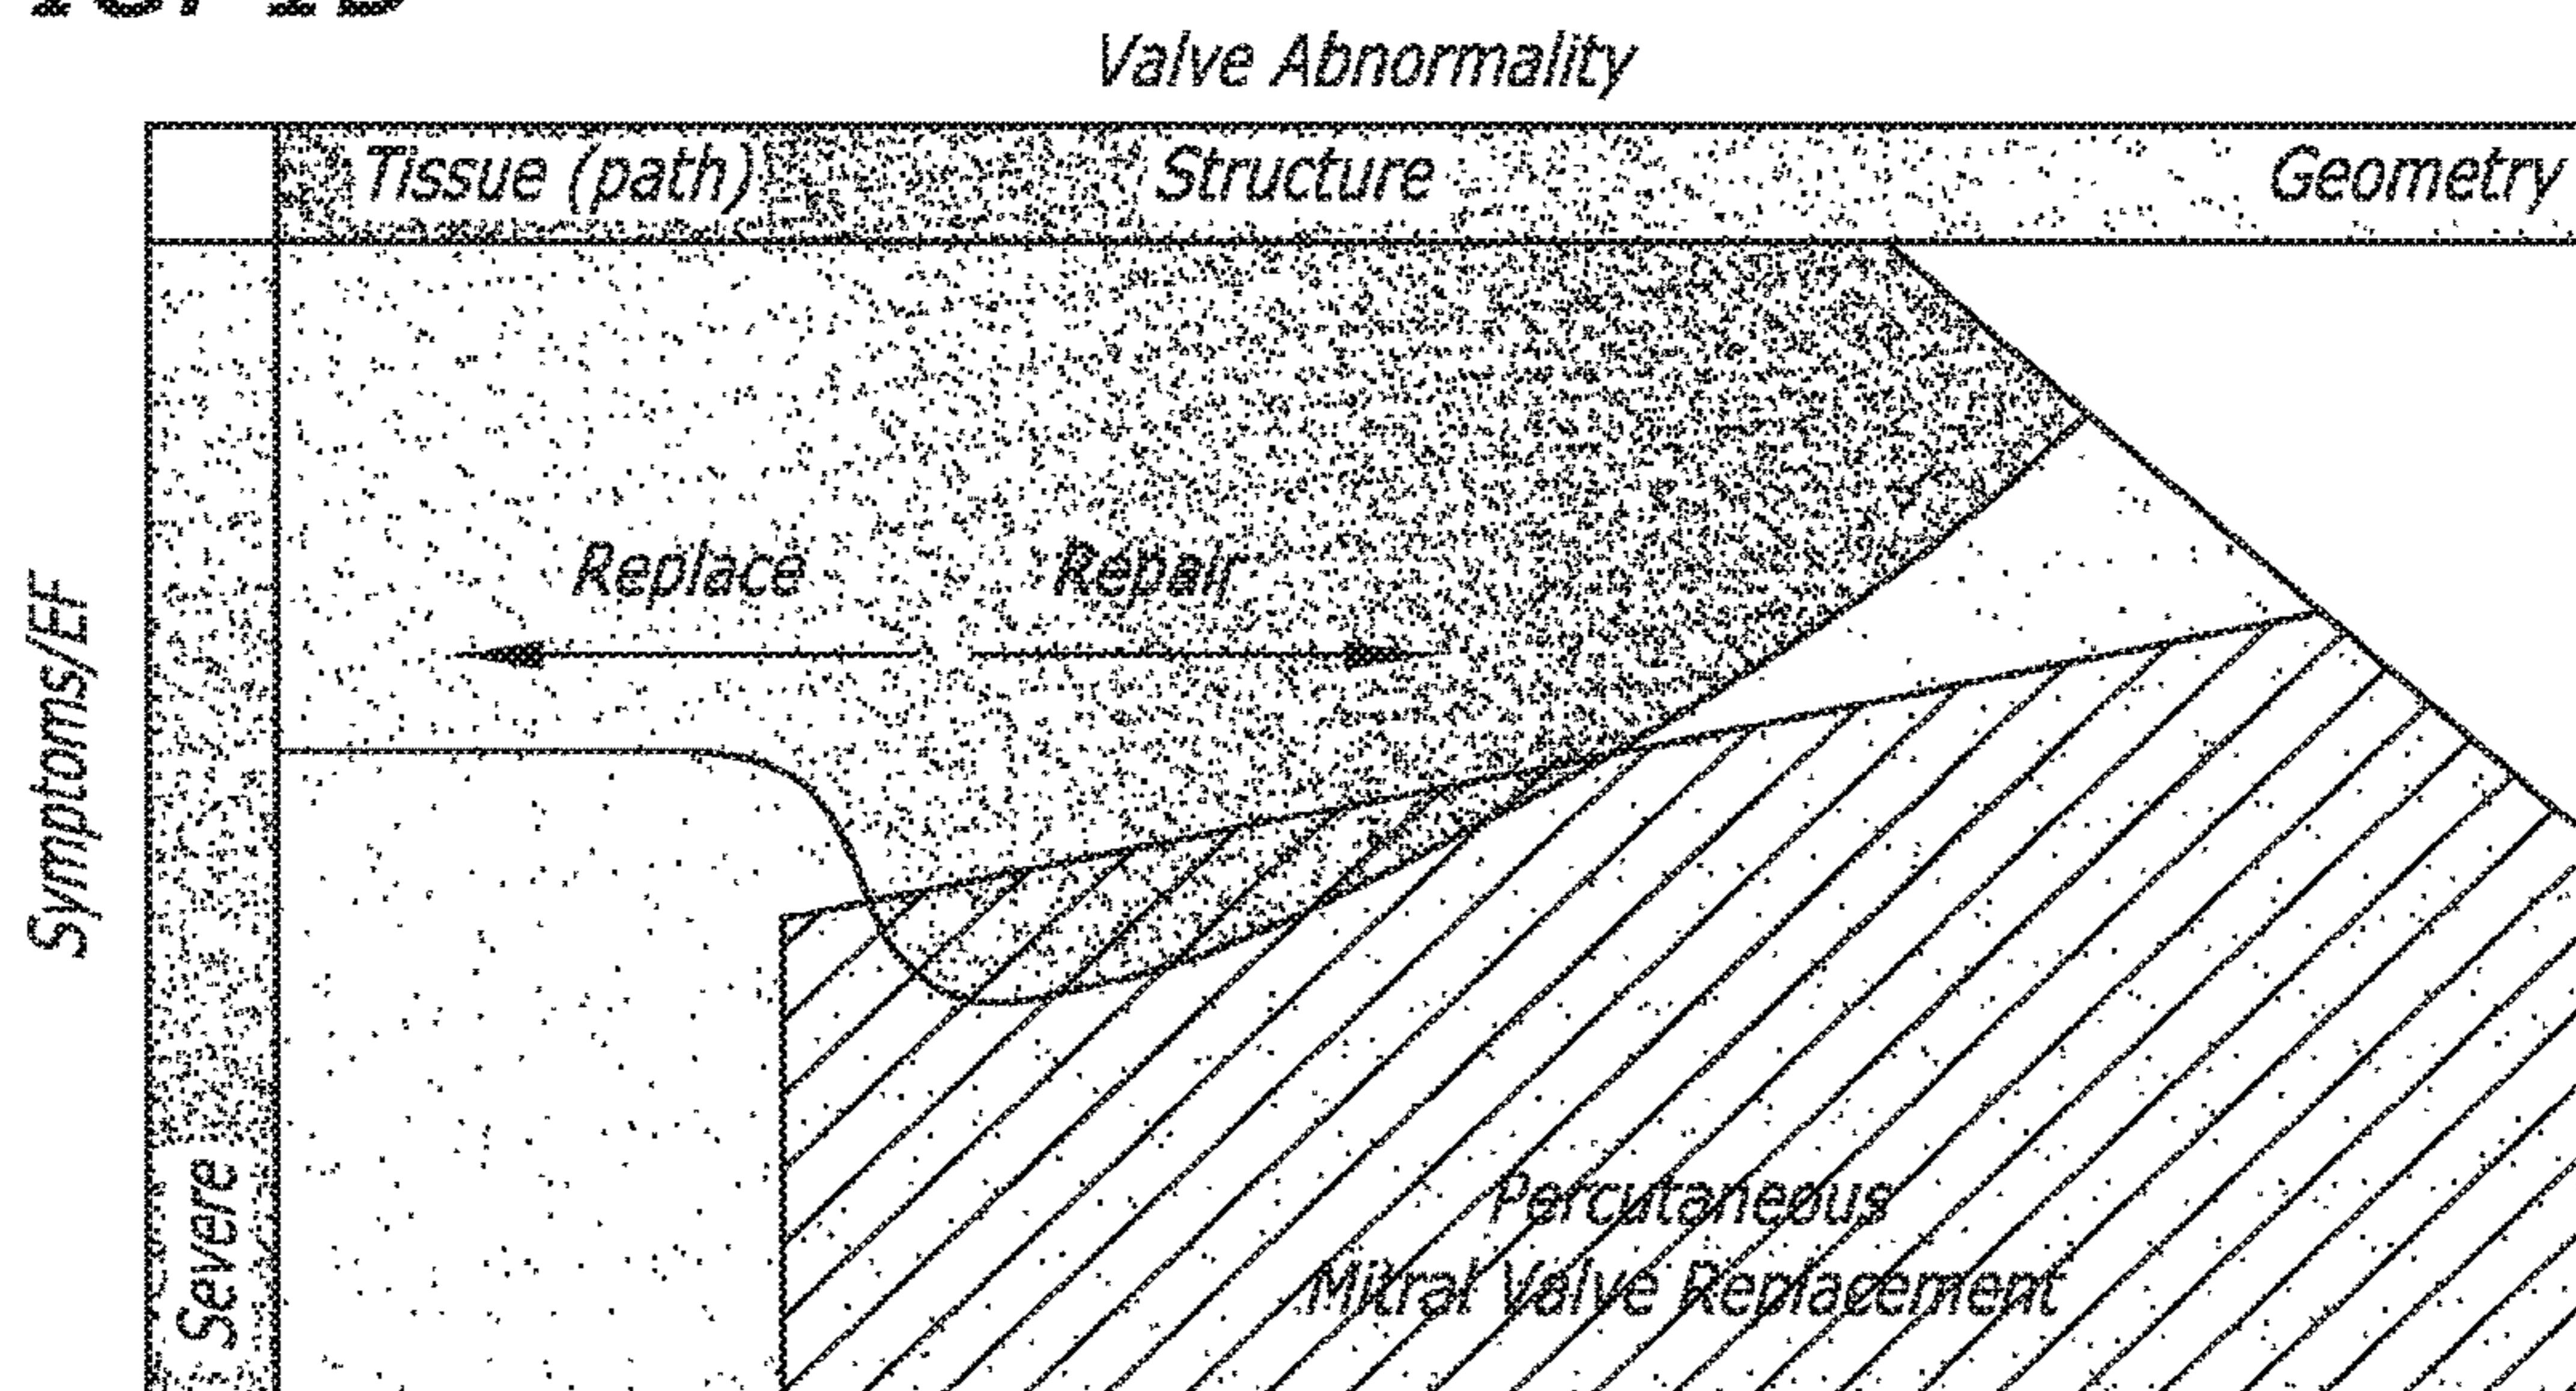 Valve Abnormality
Tissue (path) Structure Geometry
Replace Repair
Symptoms/EF
Severe
Percutaneous
Mitral Valve Replacement